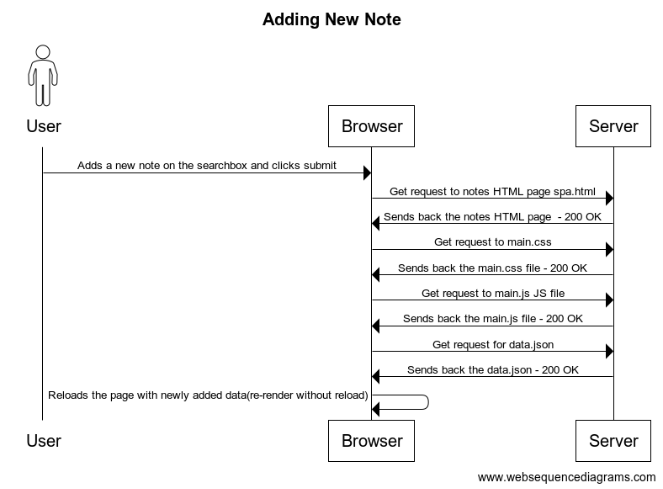 Adding New Note
User
Browser
Server
Adds a new note on the searchbox and clicks submit
Get request to notes HTML page spa.html
Sends back the notes HTML page - 200 OK
Get request to main.css
Sends back the main.css file - 200 OK
Get request to main.js JS file
Sends back the main.js file - 200 OK
Get request for data.json
Sends back the data.json - 200 OK
Reloads the page with newly added data(re-render without reload)
User
Browser
Server
www.websequencediagrams.com